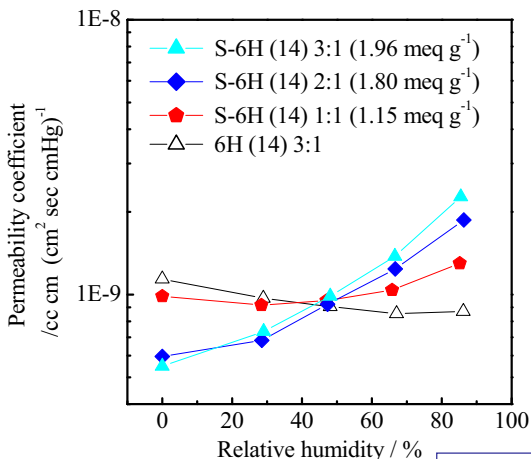 1E-8
S-6H (14) 3:1 (1.96 meq g⁻¹)
S-6H (14) 2:1 (1.80 meq g⁻¹)
S-6H (14) 1:1 (1.15 meq g⁻¹)
6H (14) 3:1
Permeability coefficient
/cc cm (cm² sec cmHg)⁻¹
1E-9
0 20 40 60 80 100
Relative humidity / %